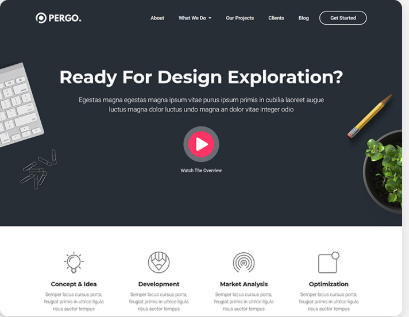 PERGO.
About What We Do Our Projects Clients Blog Get Started
Ready For Design Exploration?
Egestas magna egestas magna ipsum vitae purus ipsum primis in cubilia laoreet augue
luctus magna dolor luctus undo magna an dolor vitae integer odio
Watch The Overview
Concept & Idea Development Market Analysis Optimization
Semper lacus cursus porta, Semper lacus cursus porta, Semper lacus cursus porta, Semper lacus cursus porta,
feugiat primis in ultrice ligula feugiat primis in ultrice ligula feugiat primis in ultrice ligula feugiat primis in ultrice ligula
risus auctor tempus risus auctor tempus risus auctor tempus risus auctor tempus